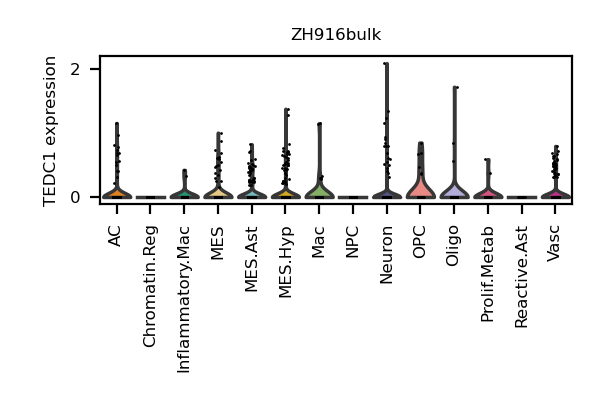 ZH916bulk
TEDC1 expression
2
0
AC
Chromatin.Reg
Inflammatory.Mac
MES
MES.Ast
MES.Hyp
Mac
NPC
Neuron
OPC
Oligo
Prolif.Metab
Reactive.Ast
Vasc